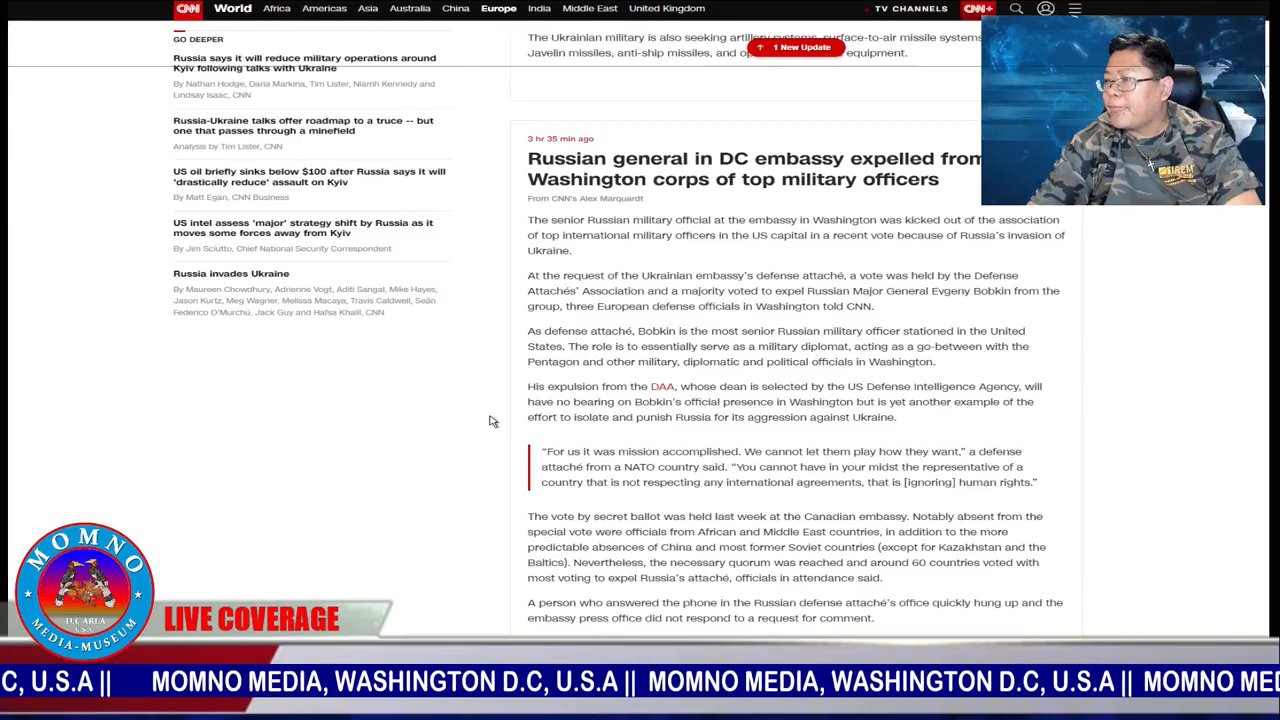 CNN World Africa Americas Asia Australia China Europe India Middle East United Kingdom
TV CHANNELS CNN+
GO DEEPER
Russia says it will reduce military operations around
Kyiv following talks with Ukraine
By Nathan Hodge, Daria Markina, Tim Lister, Niamh Kennedy and
Lindsay Isaac, CNN
Russia-Ukraine talks offer roadmap to a truce -- but
one that passes through a minefield
Analysis by Tim Lister, CNN
US oil briefly sinks below $100 after Russia says it will
'drastically reduce' assault on Kyiv
By Matt Egan, CNN Business
US intel assess 'major' strategy shift by Russia as it
moves some forces away from Kyiv
By Jim Sciutto, Chief National Security Correspondent
Russia invades Ukraine
By Maureen Chowdhury, Adrienne Vogt, Aditi Sangal, Mike Hayes,
Jason Kurtz, Meg Wagner, Melissa Macaya, Travis Caldwell, Seán
Federico O'Murchú, Jack Guy and Hafsa Khalil, CNN
The Ukrainian military is also seeking artillery systems, surface-to-air missile systems
Javelin missiles, anti-ship missiles, and equipment.
1 New Update
3 hr 35 min ago
Russian general in DC embassy expelled from
Washington corps of top military officers
From CNN's Alex Marquardt
The senior Russian military official at the embassy in Washington was kicked out of the association
of top international military officers in the US capital in a recent vote because of Russia's invasion of
Ukraine.
At the request of the Ukrainian embassy's defense attaché, a vote was held by the Defense
Attachés' Association and a majority voted to expel Russian Major General Evgeny Bobkin from the
group, three European defense officials in Washington told CNN.
As defense attaché, Bobkin is the most senior Russian military officer stationed in the United
States. The role is to essentially serve as a military diplomat, acting as a go-between with the
Pentagon and other military, diplomatic and political officials in Washington.
His expulsion from the DAA, whose dean is selected by the US Defense Intelligence Agency, will
have no bearing on Bobkin's official presence in Washington but is yet another example of the
effort to isolate and punish Russia for its aggression against Ukraine.
“For us it was mission accomplished. We cannot let them play how they want,” a defense
attaché from a NATO country said. “You cannot have in your midst the representative of a
country that is not respecting any international agreements, that is [ignoring] human rights.”
The vote by secret ballot was held last week at the Canadian embassy. Notably absent from the
special vote were officials from African and Middle East countries, in addition to the more
predictable absences of China and most former Soviet countries (except for Kazakhstan and the
Baltics). Nevertheless, the necessary quorum was reached and around 60 countries voted with
most voting to expel Russia's attaché, officials in attendance said.
A person who answered the phone in the Russian defense attaché's office quickly hung up and the
embassy press office did not respond to a request for comment.
MOMNO
MEDIA-MUSEUM
LIVE COVERAGE
C, U.S.A || MOMNO MEDIA, WASHINGTON D.C, U.S.A || MOMNO MEDIA, WASHINGTON D.C, U.S.A || MOMNO MED